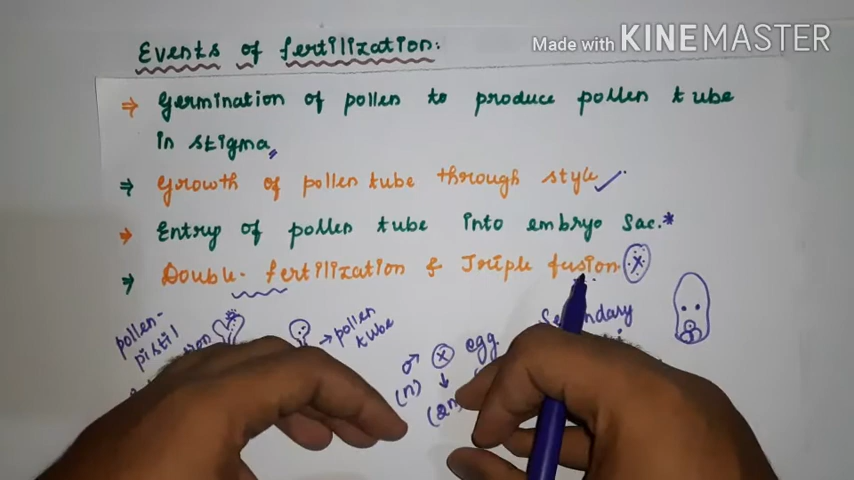 Made with KINEMASTER
Events of fertilization:
⇒ Germination of pollen to produce pollen tube
in stigma
⇒ Growth of pollen tube through style ✓
⇒ Entry of pollen tube into embryo sac.*
⇒ Double fertilization & Triple fusion
pollen-
pistil
→ pollen
tube
♂ ⊗ egg
(n) ↓